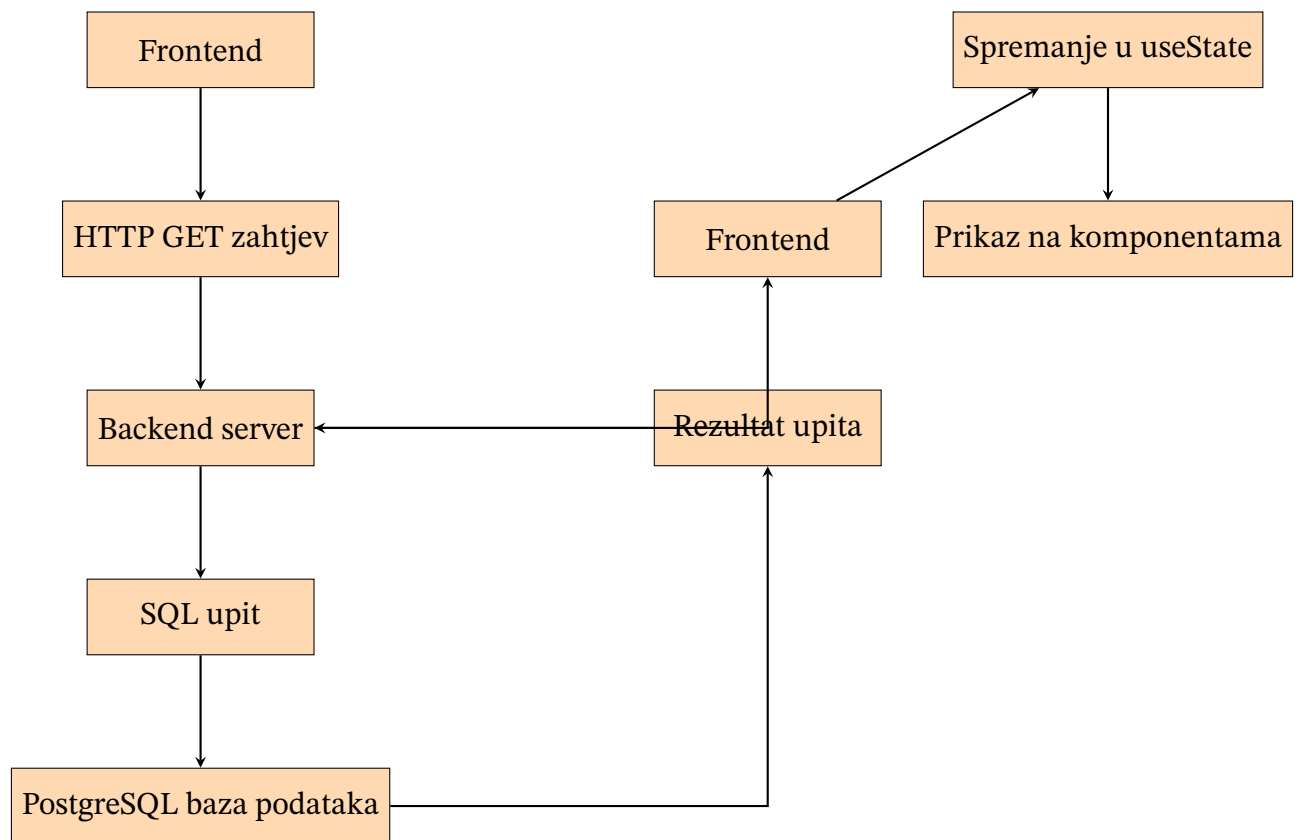 Frontend
Spremanje u useState
HTTP GET zahtjev
Frontend
Prikaz na komponentama
Backend server
Rezultat upita
SQL upit
PostgreSQL baza podataka